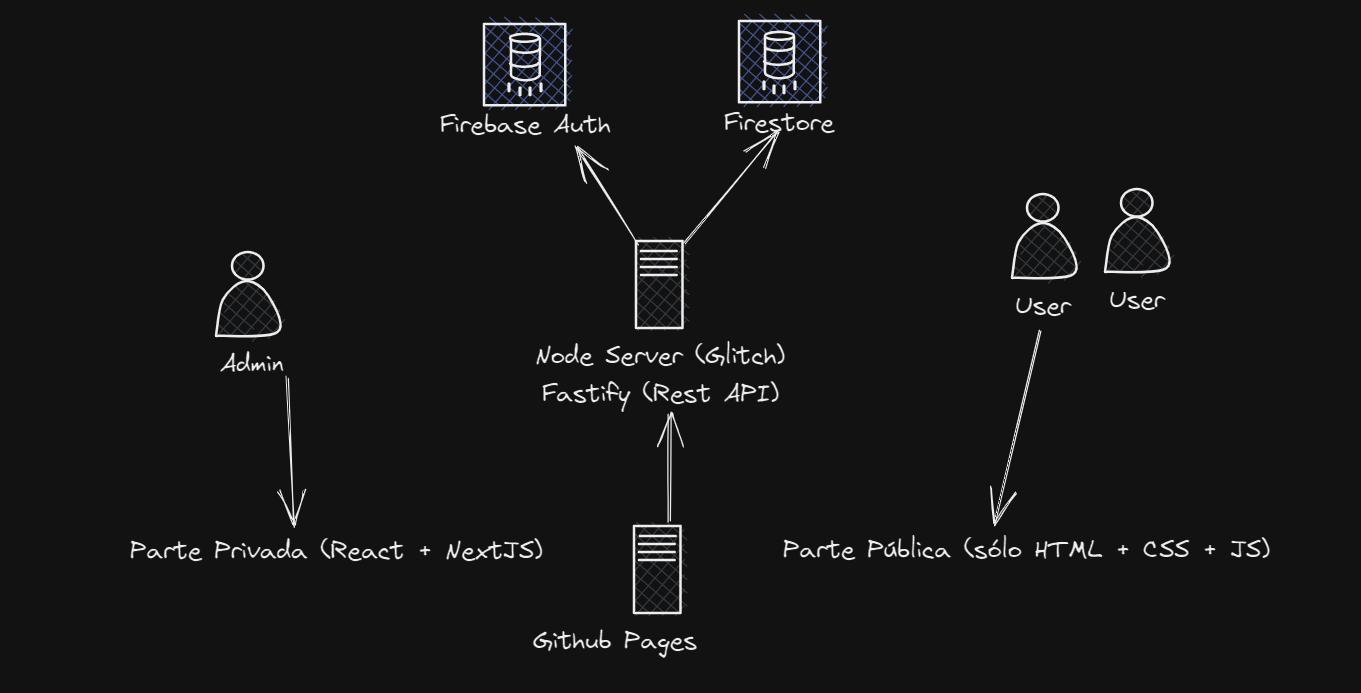 Firebase Auth
Firestore
User
User
Admin
Node Server (Glitch)
Fastify (Rest API)
Parte Privada (React + NextJS)
Parte Pública (sólo HTML + CSS + JS)
Github Pages